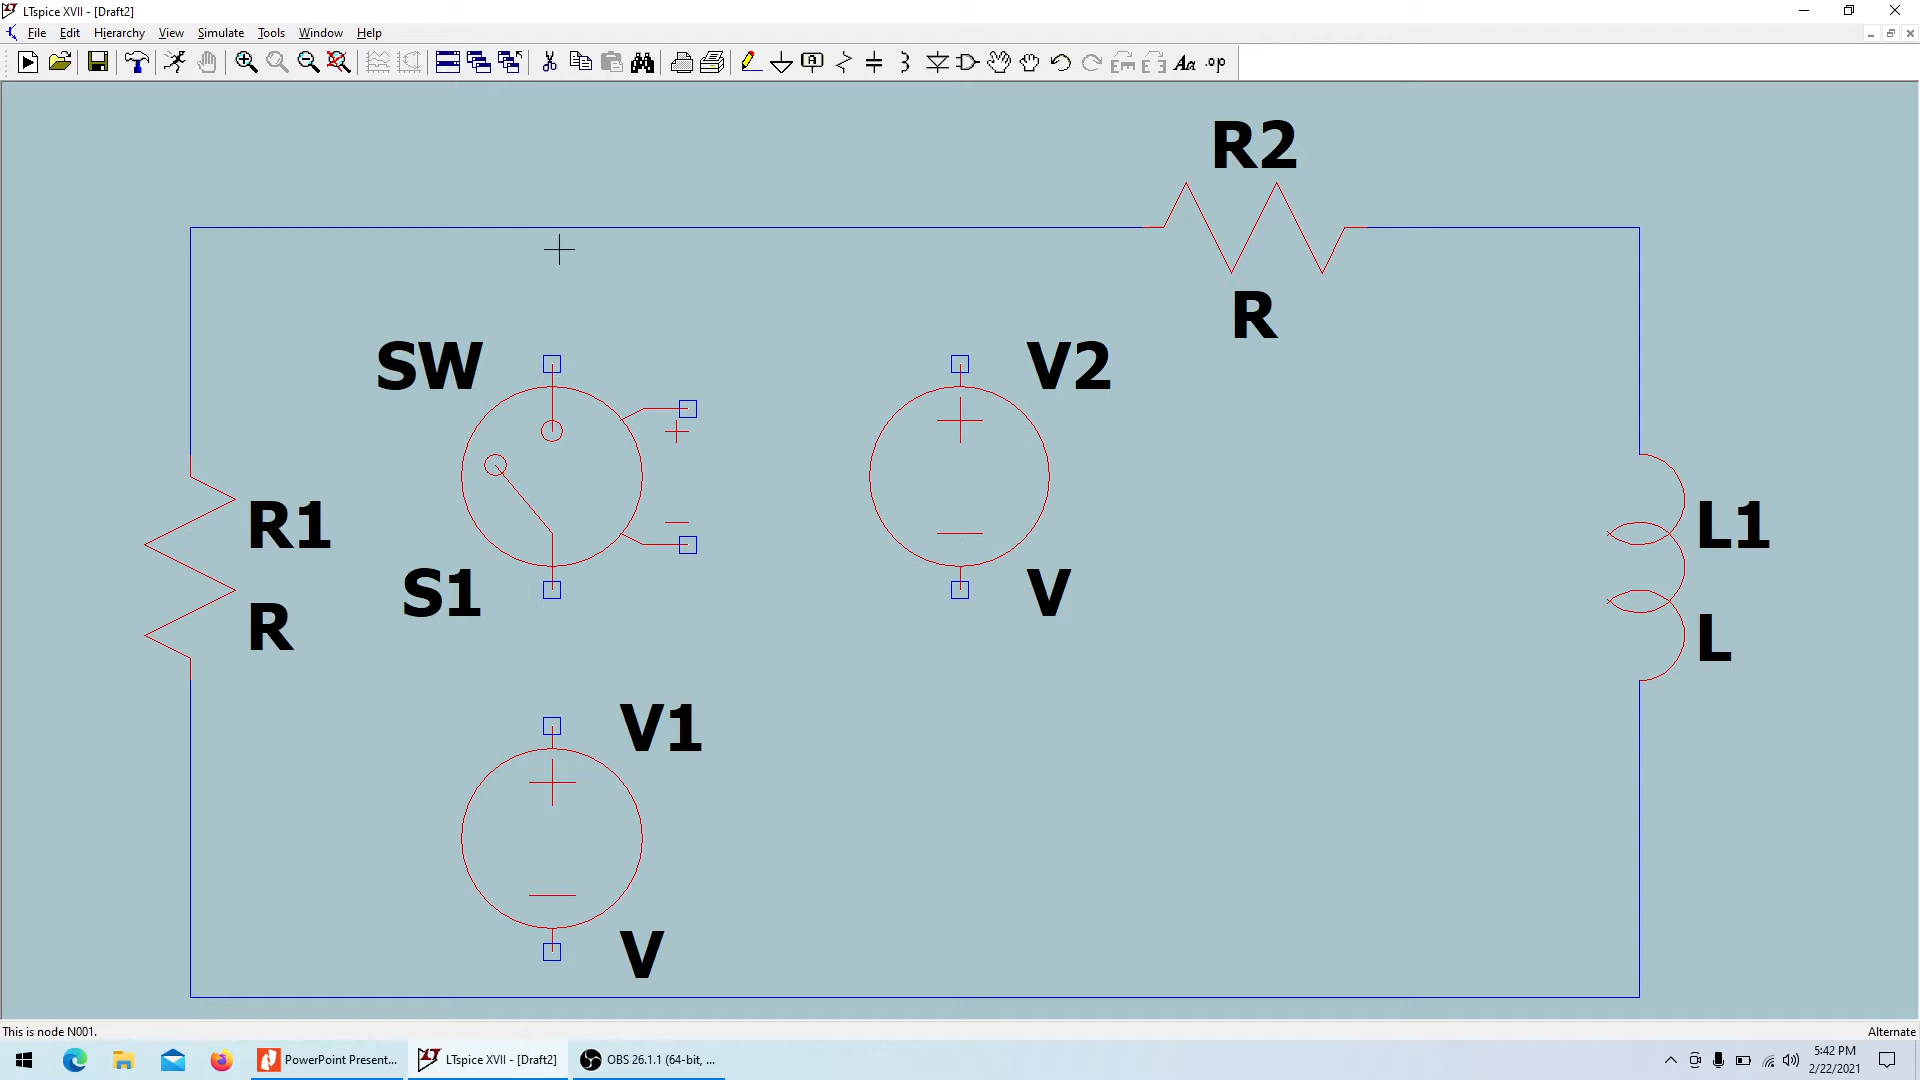 LTspice XVII - [Draft2]
File Edit Hierarchy View Simulate Tools Window Help
A Aa .op
R2
R
SW
V2
R1
R
S1
V
L1
L
V1
V
This is node N001.
Alternate
PowerPoint Present...
LTspice XVII - [Draft2]
OBS 26.1.1 (64-bit, ...
5:42 PM
2/22/2021